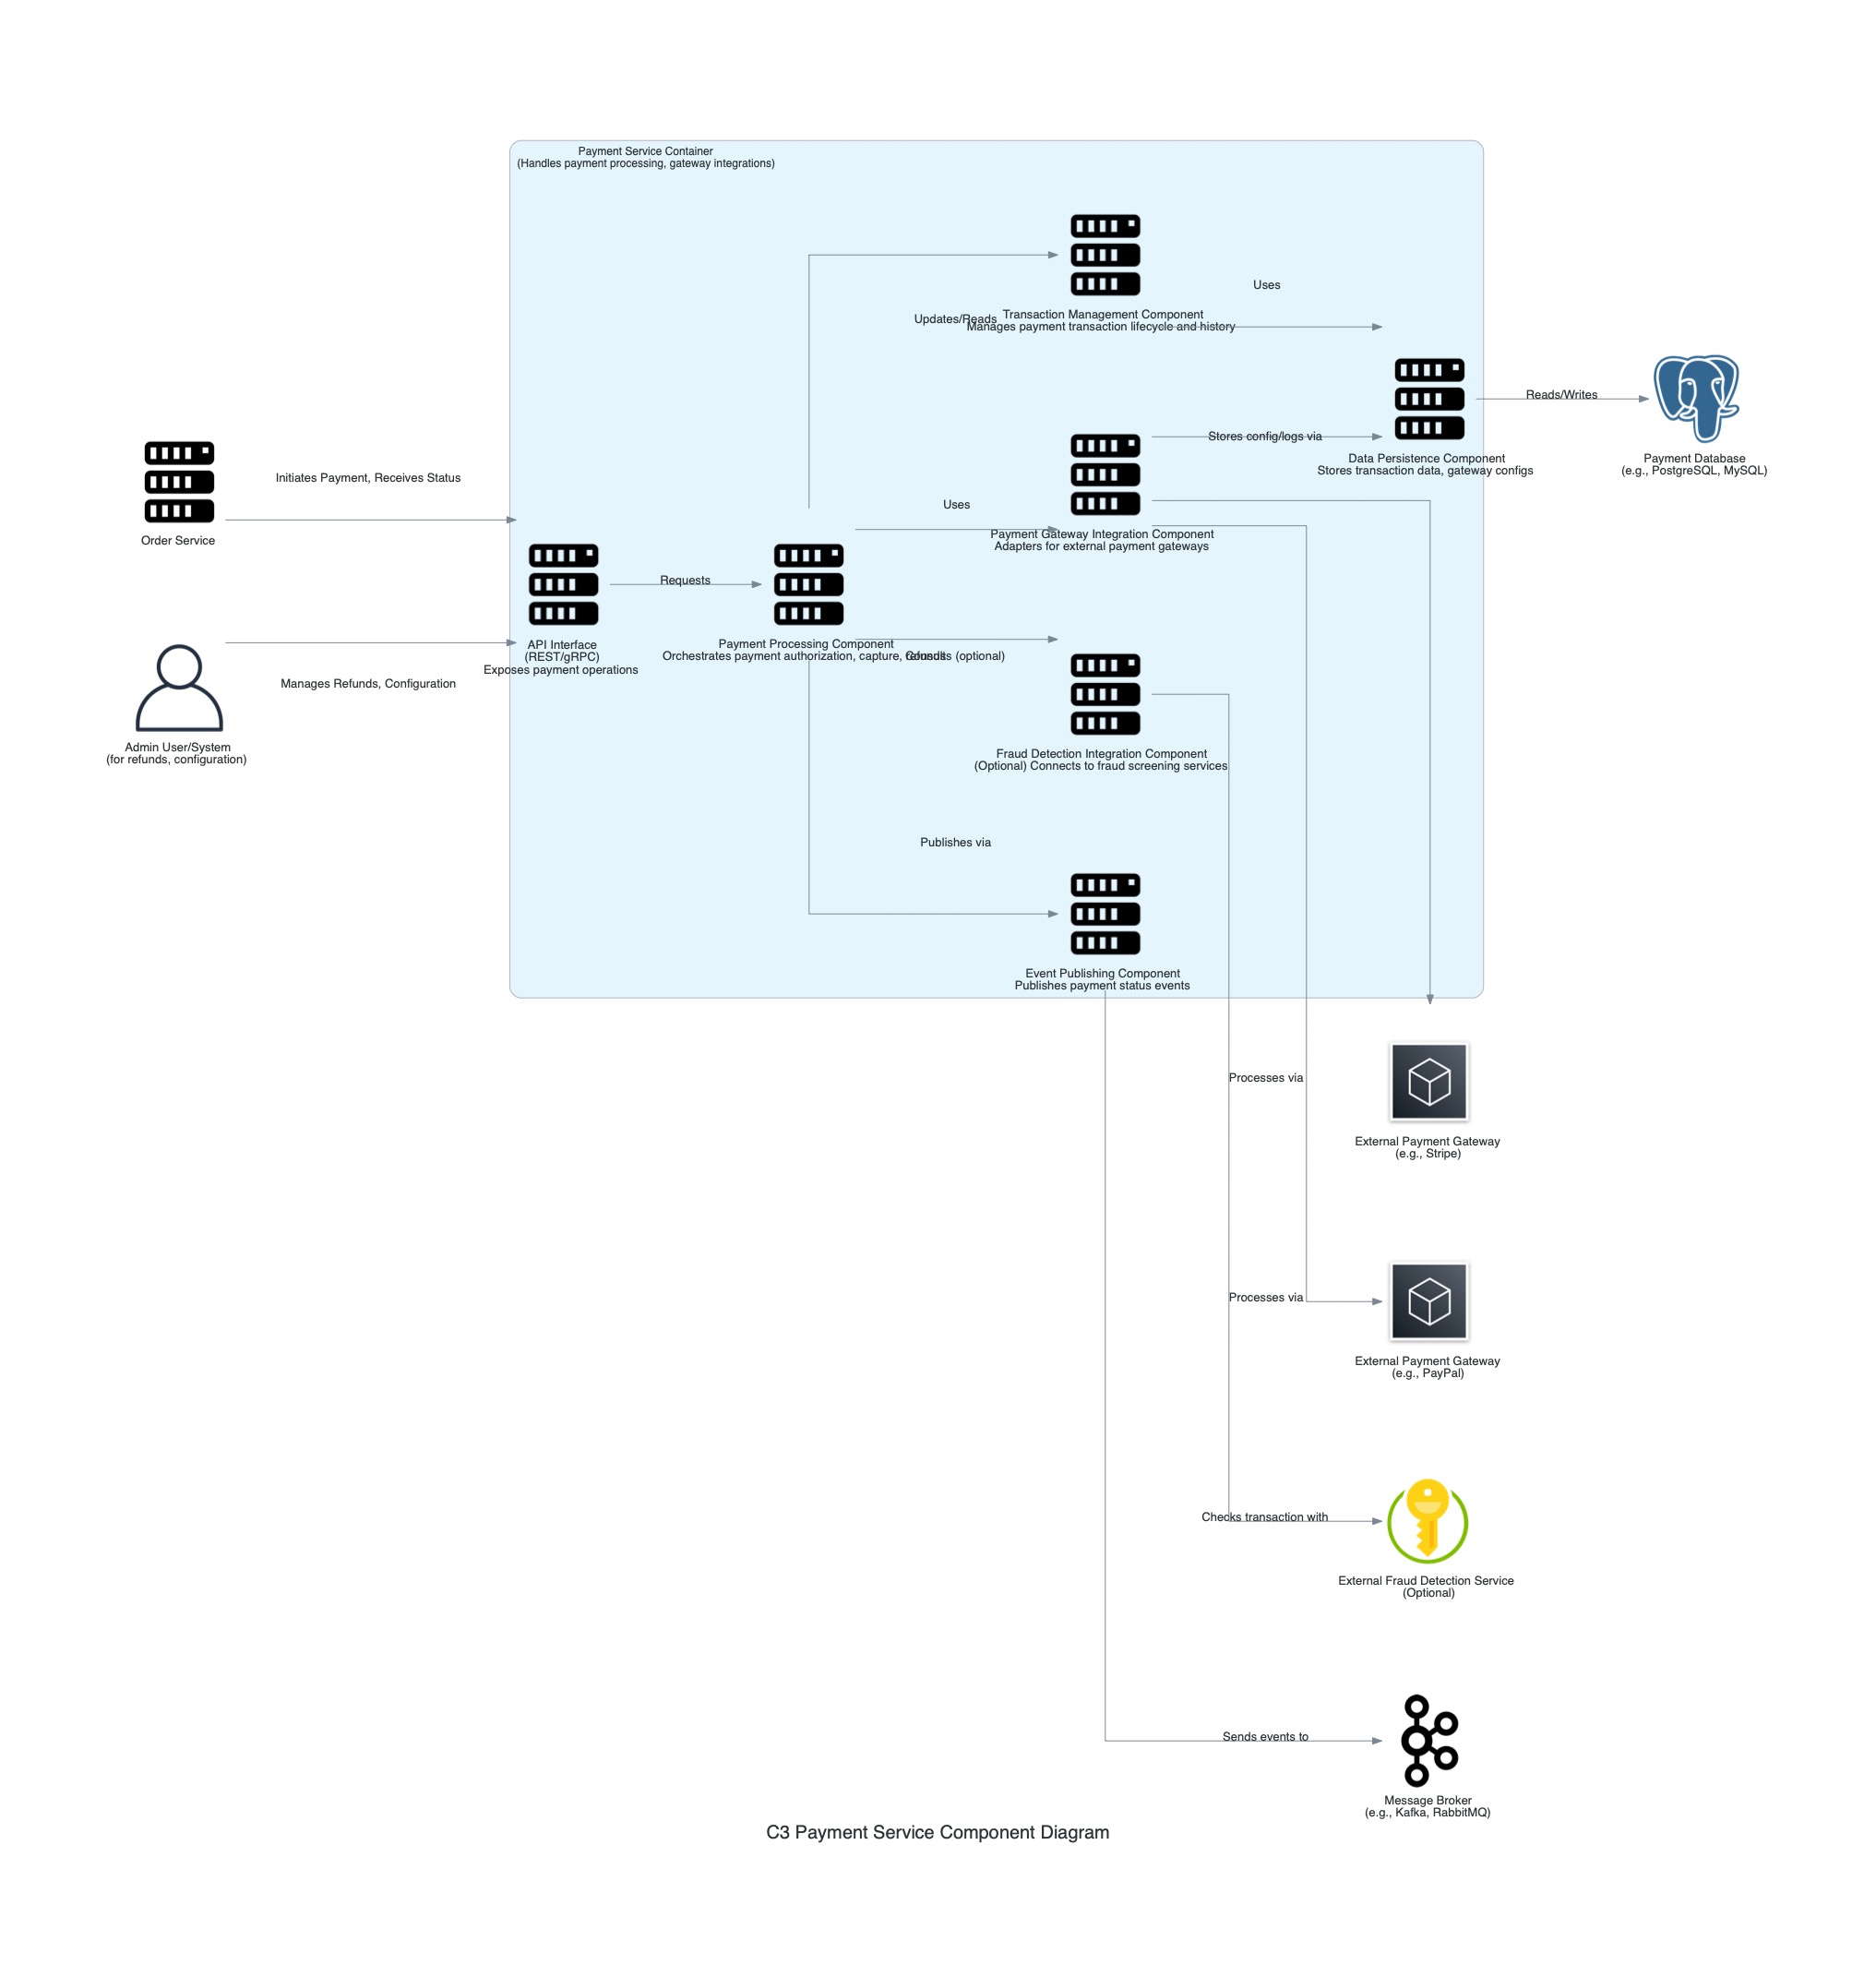 Payment Service Container
(Handles payment processing, gateway integrations)
Uses
Updates/Reads
Transaction Management Component
Manages payment transaction lifecycle and history
Reads/Writes
Stores config/logs via
Data Persistence Component
Stores transaction data, gateway configs
Payment Database
(e.g., PostgreSQL, MySQL)
Initiates Payment, Receives Status
Order Service
Uses
Payment Gateway Integration Component
Adapters for external payment gateways
Requests
API Interface
(REST/gRPC)
Exposes payment operations
Payment Processing Component
Orchestrates payment authorization, capture, refunds
Consults (optional)
Manages Refunds, Configuration
Admin User/System
(for refunds, configuration)
Fraud Detection Integration Component
(Optional) Connects to fraud screening services
Publishes via
Event Publishing Component
Publishes payment status events
Processes via
External Payment Gateway
(e.g., Stripe)
Processes via
External Payment Gateway
(e.g., PayPal)
Checks transaction with
External Fraud Detection Service
(Optional)
Sends events to
Message Broker
(e.g., Kafka, RabbitMQ)
C3 Payment Service Component Diagram